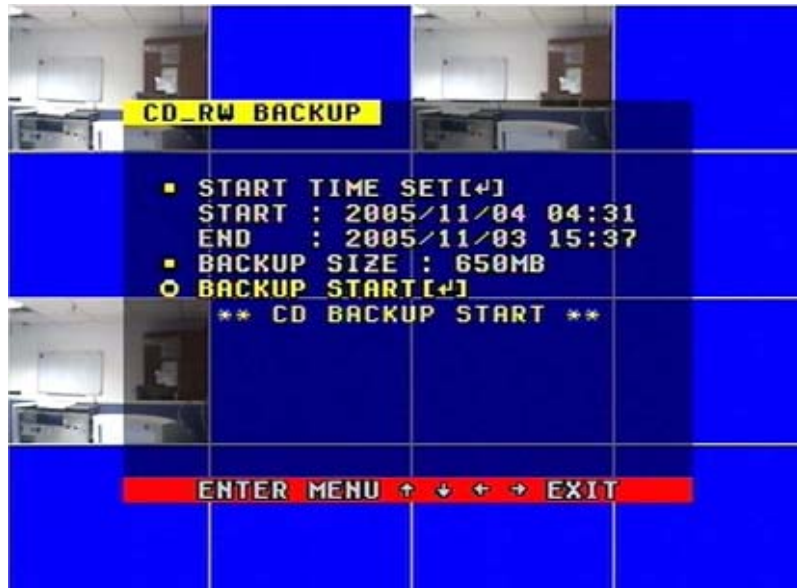 CD_RW BACKUP
START TIME SET[↲]
START : 2005/11/04 04:31
END : 2005/11/03 15:37
BACKUP SIZE : 650MB
BACKUP START[↲]
** CD BACKUP START **
ENTER MENU ↑ ↓ ← → EXIT